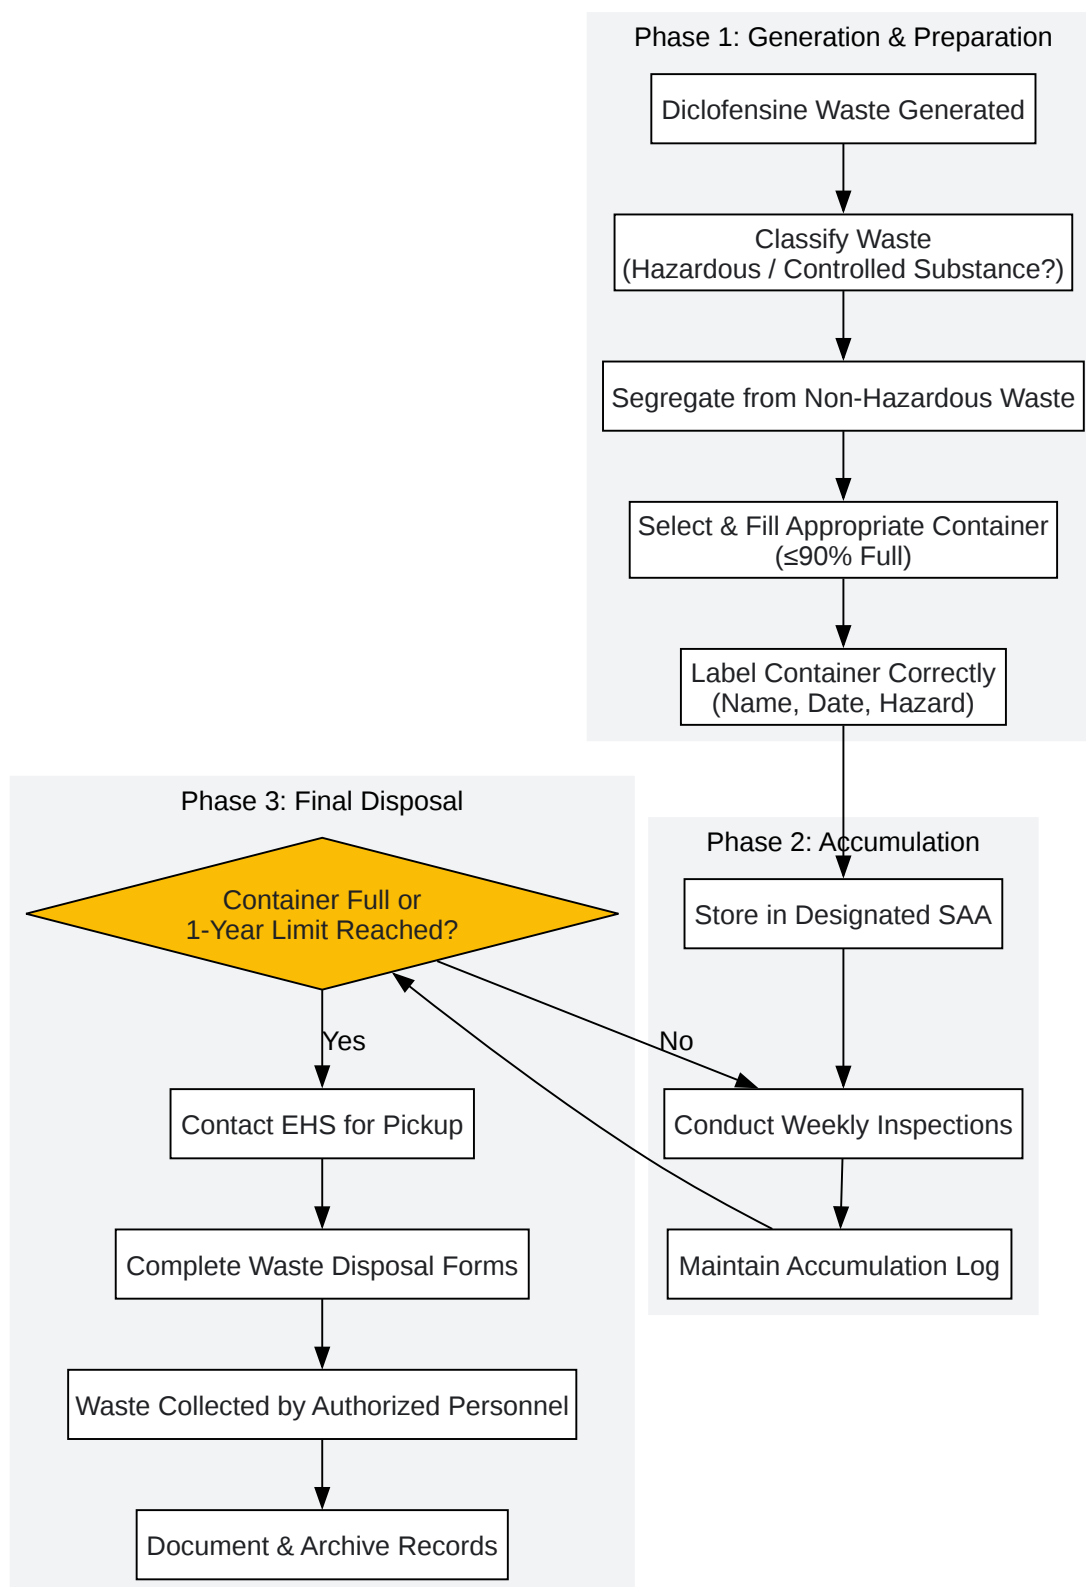 Phase 1: Generation & Preparation
Diclofensine Waste Generated
Classify Waste
(Hazardous / Controlled Substance?)
Segregate from Non-Hazardous Waste
Select & Fill Appropriate Container
(≤90% Full)
Label Container Correctly
(Name, Date, Hazard)
Phase 2: Accumulation
Store in Designated SAA
Conduct Weekly Inspections
Maintain Accumulation Log
Phase 3: Final Disposal
Container Full or
1-Year Limit Reached?
No
Yes
Contact EHS for Pickup
Complete Waste Disposal Forms
Waste Collected by Authorized Personnel
Document & Archive Records